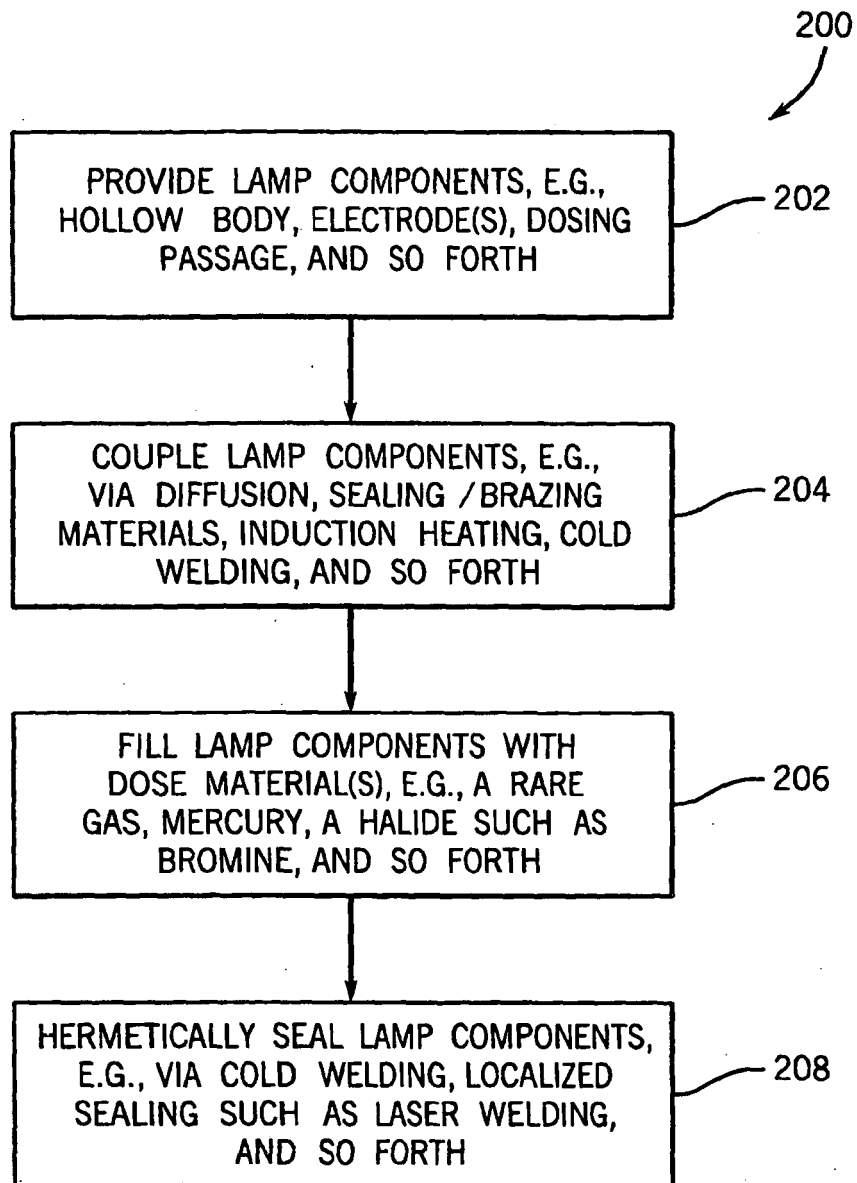 200
PROVIDE LAMP COMPONENTS, E.G.,
HOLLOW BODY, ELECTRODE(S), DOSING
PASSAGE, AND SO FORTH
202
COUPLE LAMP COMPONENTS, E.G.,
VIA DIFFUSION, SEALING /BRAZING
MATERIALS, INDUCTION HEATING, COLD
WELDING, AND SO FORTH
204
FILL LAMP COMPONENTS WITH
DOSE MATERIAL(S), E.G., A RARE
GAS, MERCURY, A HALIDE SUCH AS
BROMINE, AND SO FORTH
206
HERMETICALLY SEAL LAMP COMPONENTS,
E.G., VIA COLD WELDING, LOCALIZED
SEALING SUCH AS LASER WELDING,
AND SO FORTH
208